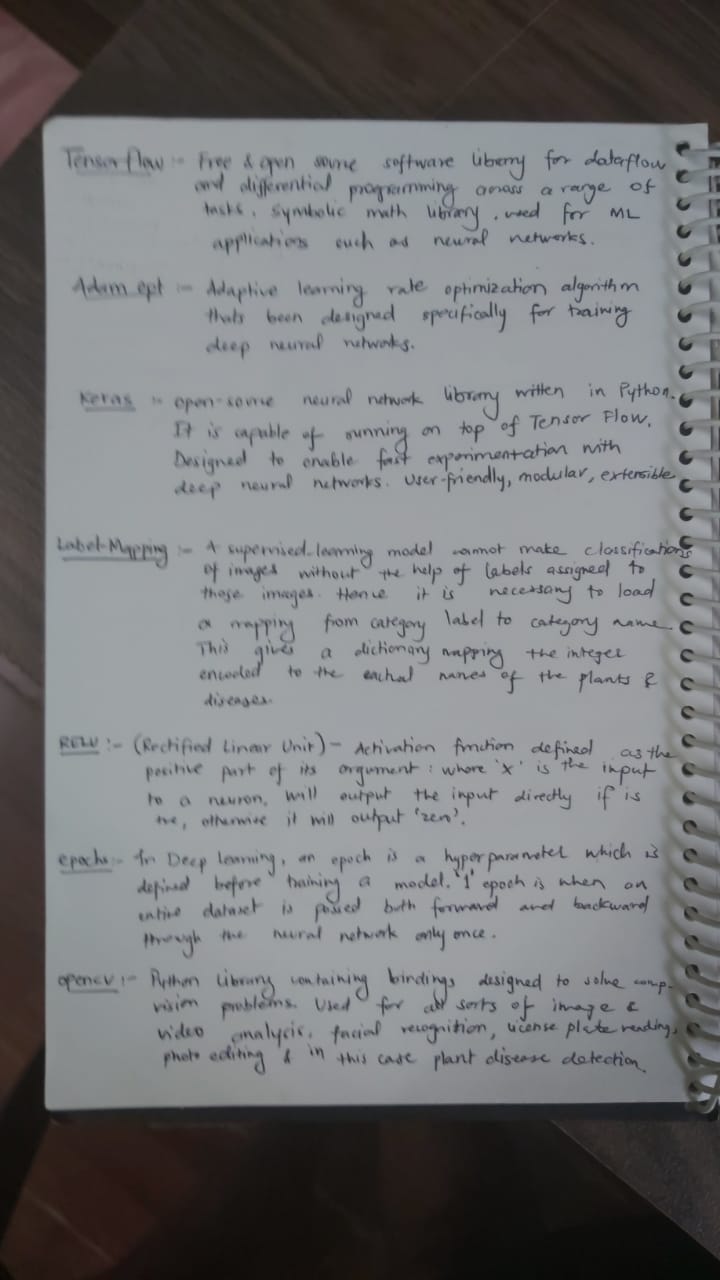 Tensorflow :- Free & open source software liberry for dataflow
and differential programming across a range of
tasks. Symbolic math library, used for ML
applications such as neural networks.
Adam opt :- Adaptive learning rate optimization algorithm
thats been designed specifically for training
deep neural networks.
Keras :- open-source neural network library written in Python.
It is capable of running on top of Tensor Flow.
Designed to enable fast experimentation with
deep neural networks. User-friendly, modular, extensible
Label-Mapping :- A supervised-learning model cannot make classifications
of images without the help of labels assigned to
those images. Hence it is necessary to load
a mapping from category label to category name.
This gives a dictionary mapping the integer
encoded to the names of the plants &
diseases.
RELU :- (Rectified Linear Unit) - Activation function defined as the
positive part of its argument : where 'x' is the input
to a neuron, will output the input directly if is
+ve, otherwise it will output 'zero'.
epochs :- In Deep learning, an epoch is a hyperparameter which is
defined before training a model. '1' epoch is when an
entire dataset is passed both forward and backward
through the neural network only once.
opencv :- Python library containing bindings designed to solve comp.
vision problems. Used for all sorts of image &
video analysis, facial recognition, license plate reading,
photo editing & in this case plant disease detection.